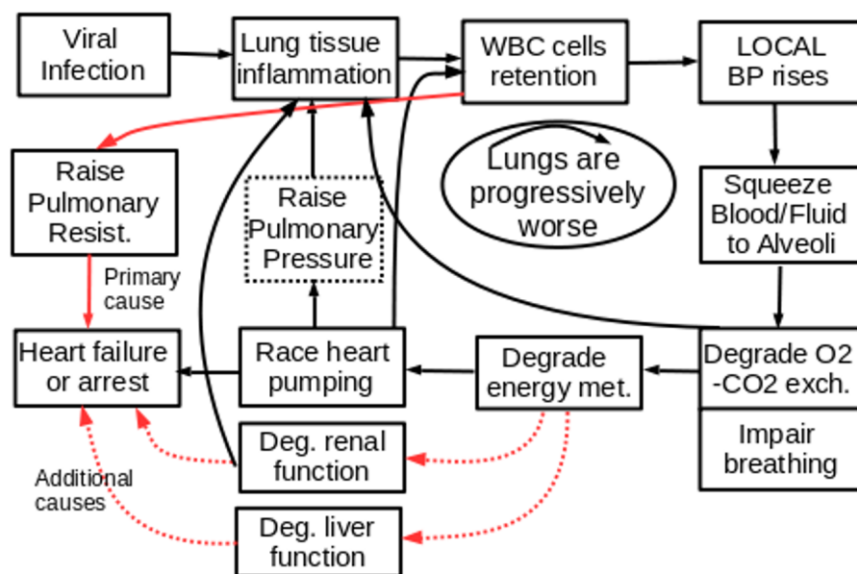 Viral
Infection
Lung tissue
inflammation
WBC cells
retention
LOCAL
BP rises
Raise
Pulmonary
Resist.
Raise
Pulmonary
Pressure
Lungs are
progressively
worse
Squeeze
Blood/Fluid
to Alveoli
Primary
cause
Heart failure
or arrest
Race heart
pumping
Degrade
energy met.
Degrade O2
-CO2 exch.
Impair
breathing
Deg. renal
function
Additional
causes
Deg. liver
function